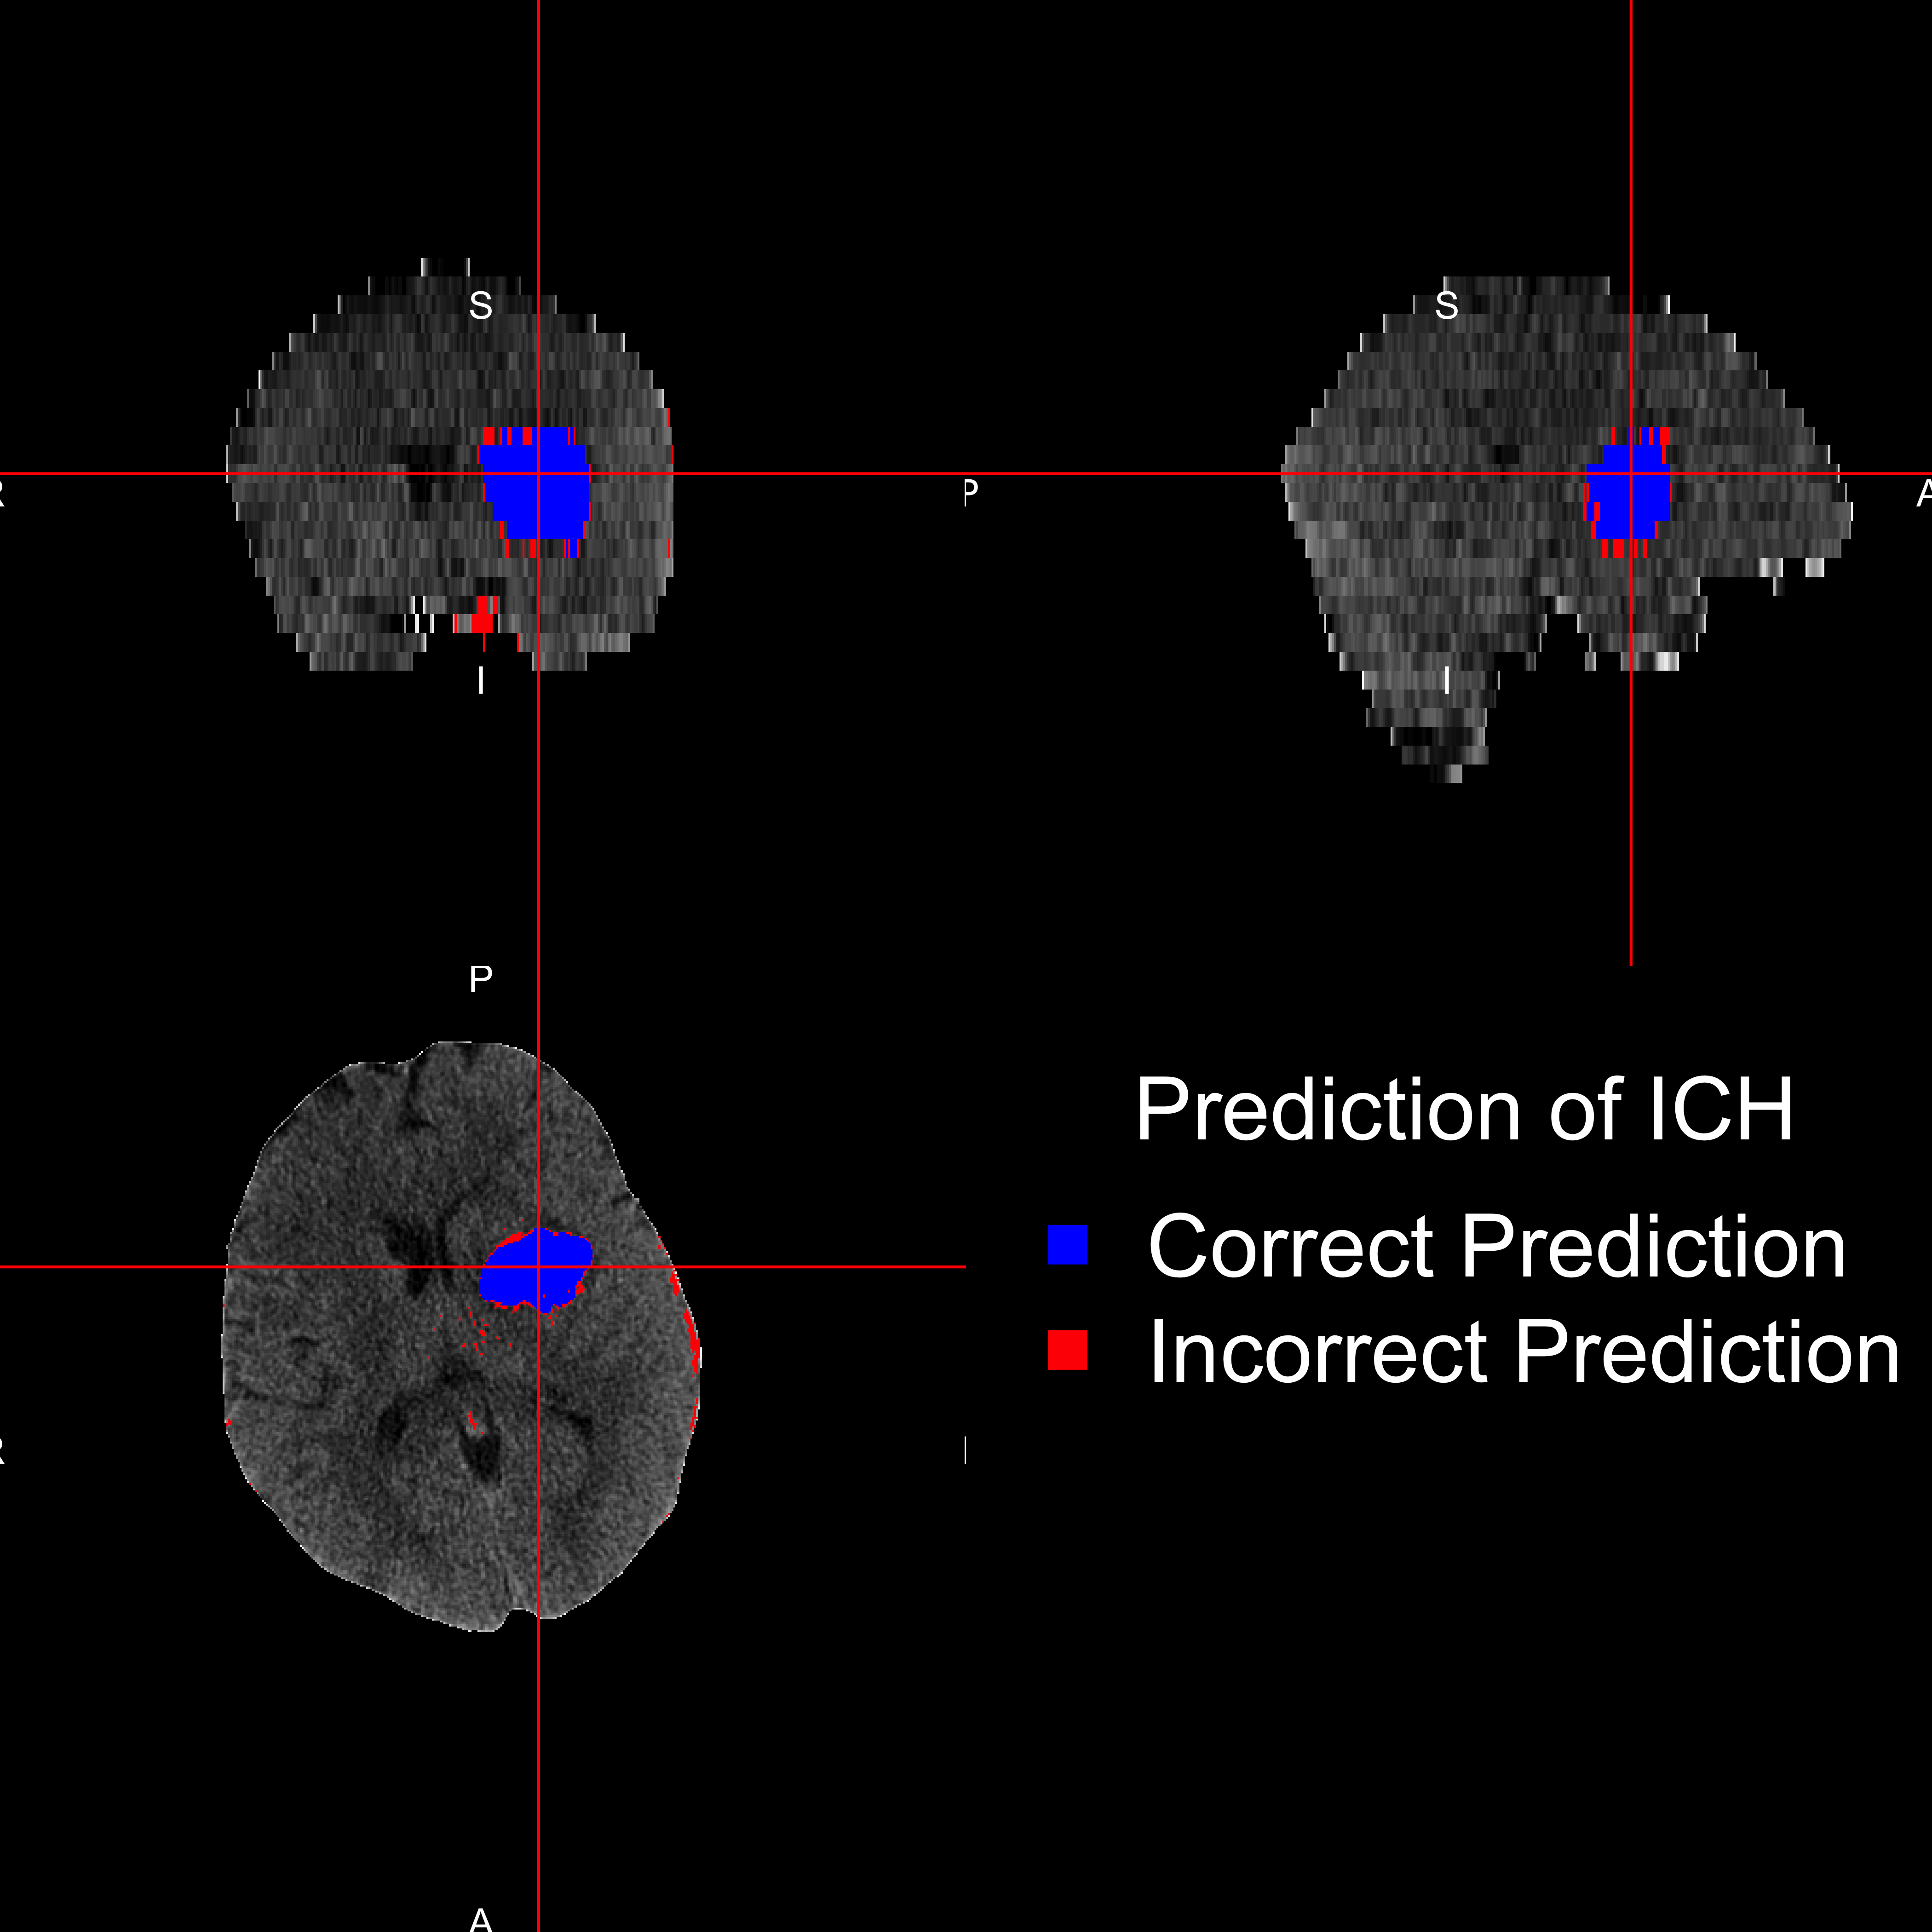 S
S
R
P
A
I
I
P
Prediction of ICH
Correct Prediction
Incorrect Prediction
R
A